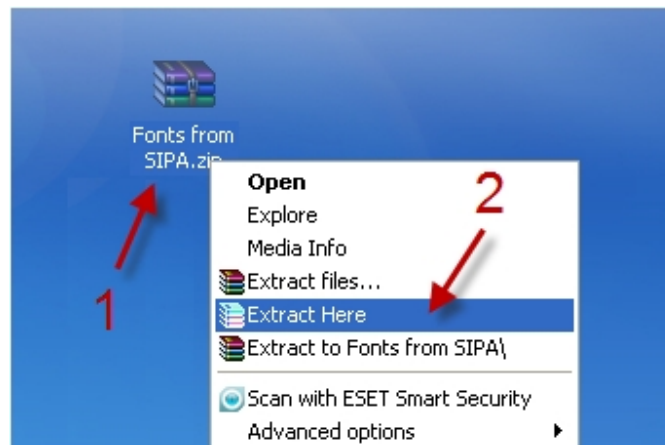 Fonts from
SIPA.zip
1
Open
2
Explore
Media Info
Extract files...
Extract Here
Extract to Fonts from SIPA\
Scan with ESET Smart Security
Advanced options